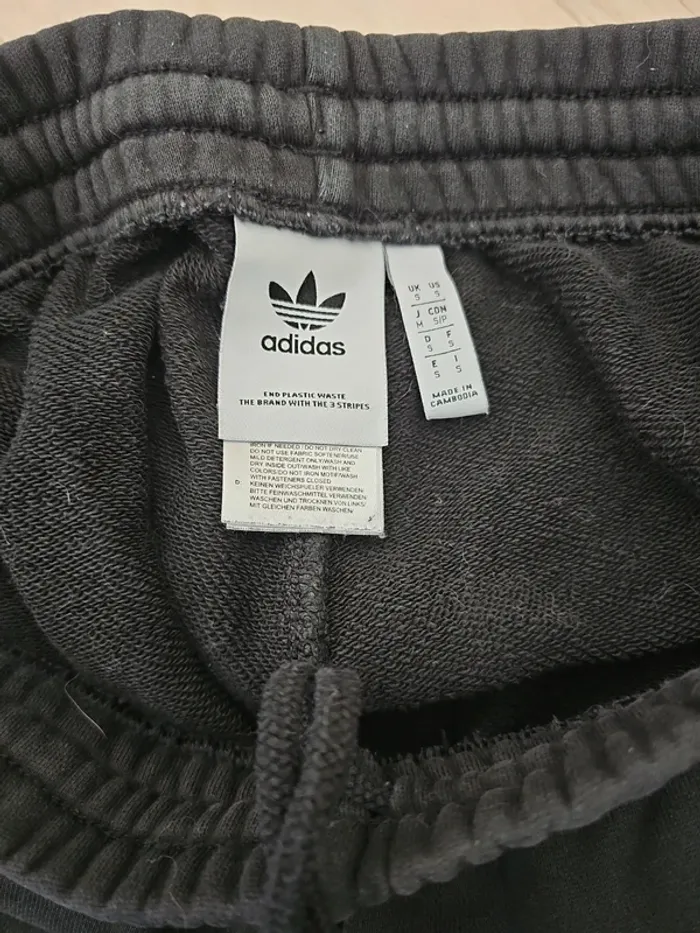 adidas
END PLASTIC WASTE
THE BRAND WITH THE 3 STRIPES
IRON IF NEEDED/DO NOT DRY CLEAN
DO NOT USE FABRIC SOFTENER/USE
MILD DETERGENT ONLY/WASH AND
DRY INSIDE OUT/WASH WITH LIKE
COLORS/DO NOT IRON MOTIF/WASH
WITH FASTENERS CLOSED
D: KEINEN WEICHSPUELER VERWENDEN/
BITTE FEINWASCHMITTEL VERWENDEN/
WASCHEN UND TROCKNEN VON LINKS/
MIT GLEICHEN FARBEN WASCHEN/
UK US
S S
J CDN
M S/P
D F
S S
E I
S S
MADE IN
CAMBODIA